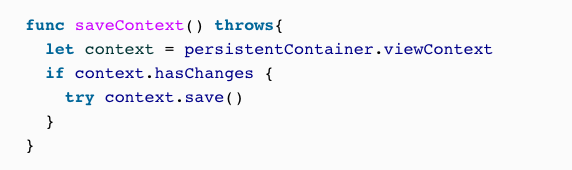 func saveContext() throws{
  let context = persistentContainer.viewContext
  if context.hasChanges {
    try context.save()
  }
}